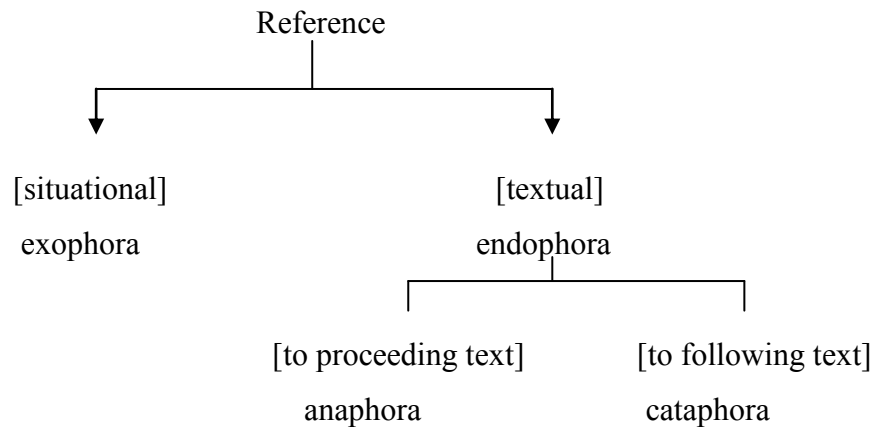 Reference
[situational] [textual]
exophora endophora
[to proceeding text] [to following text]
anaphora cataphora